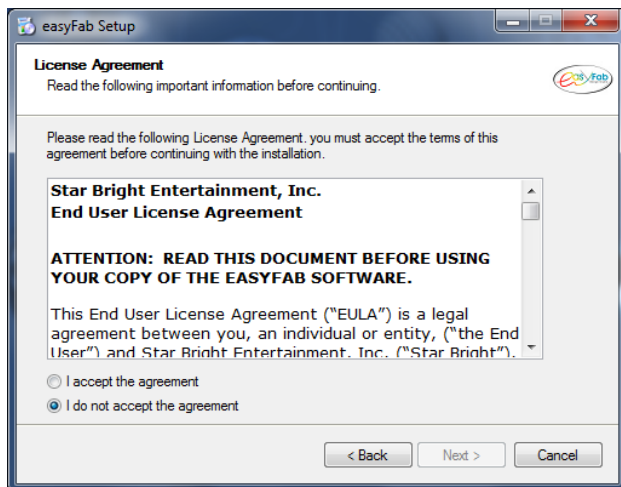 easyFab Setup
License Agreement
Read the following important information before continuing.
easyFab
Please read the following License Agreement. you must accept the terms of this
agreement before continuing with the installation.
Star Bright Entertainment, Inc.
End User License Agreement
ATTENTION:  READ THIS DOCUMENT BEFORE USING
YOUR COPY OF THE EASYFAB SOFTWARE.
This End User License Agreement (“EULA”) is a legal
agreement between you, an individual or entity, (“the End
User”) and Star Bright Entertainment, Inc. (“Star Bright”),
I accept the agreement
I do not accept the agreement
< Back
Next >
Cancel